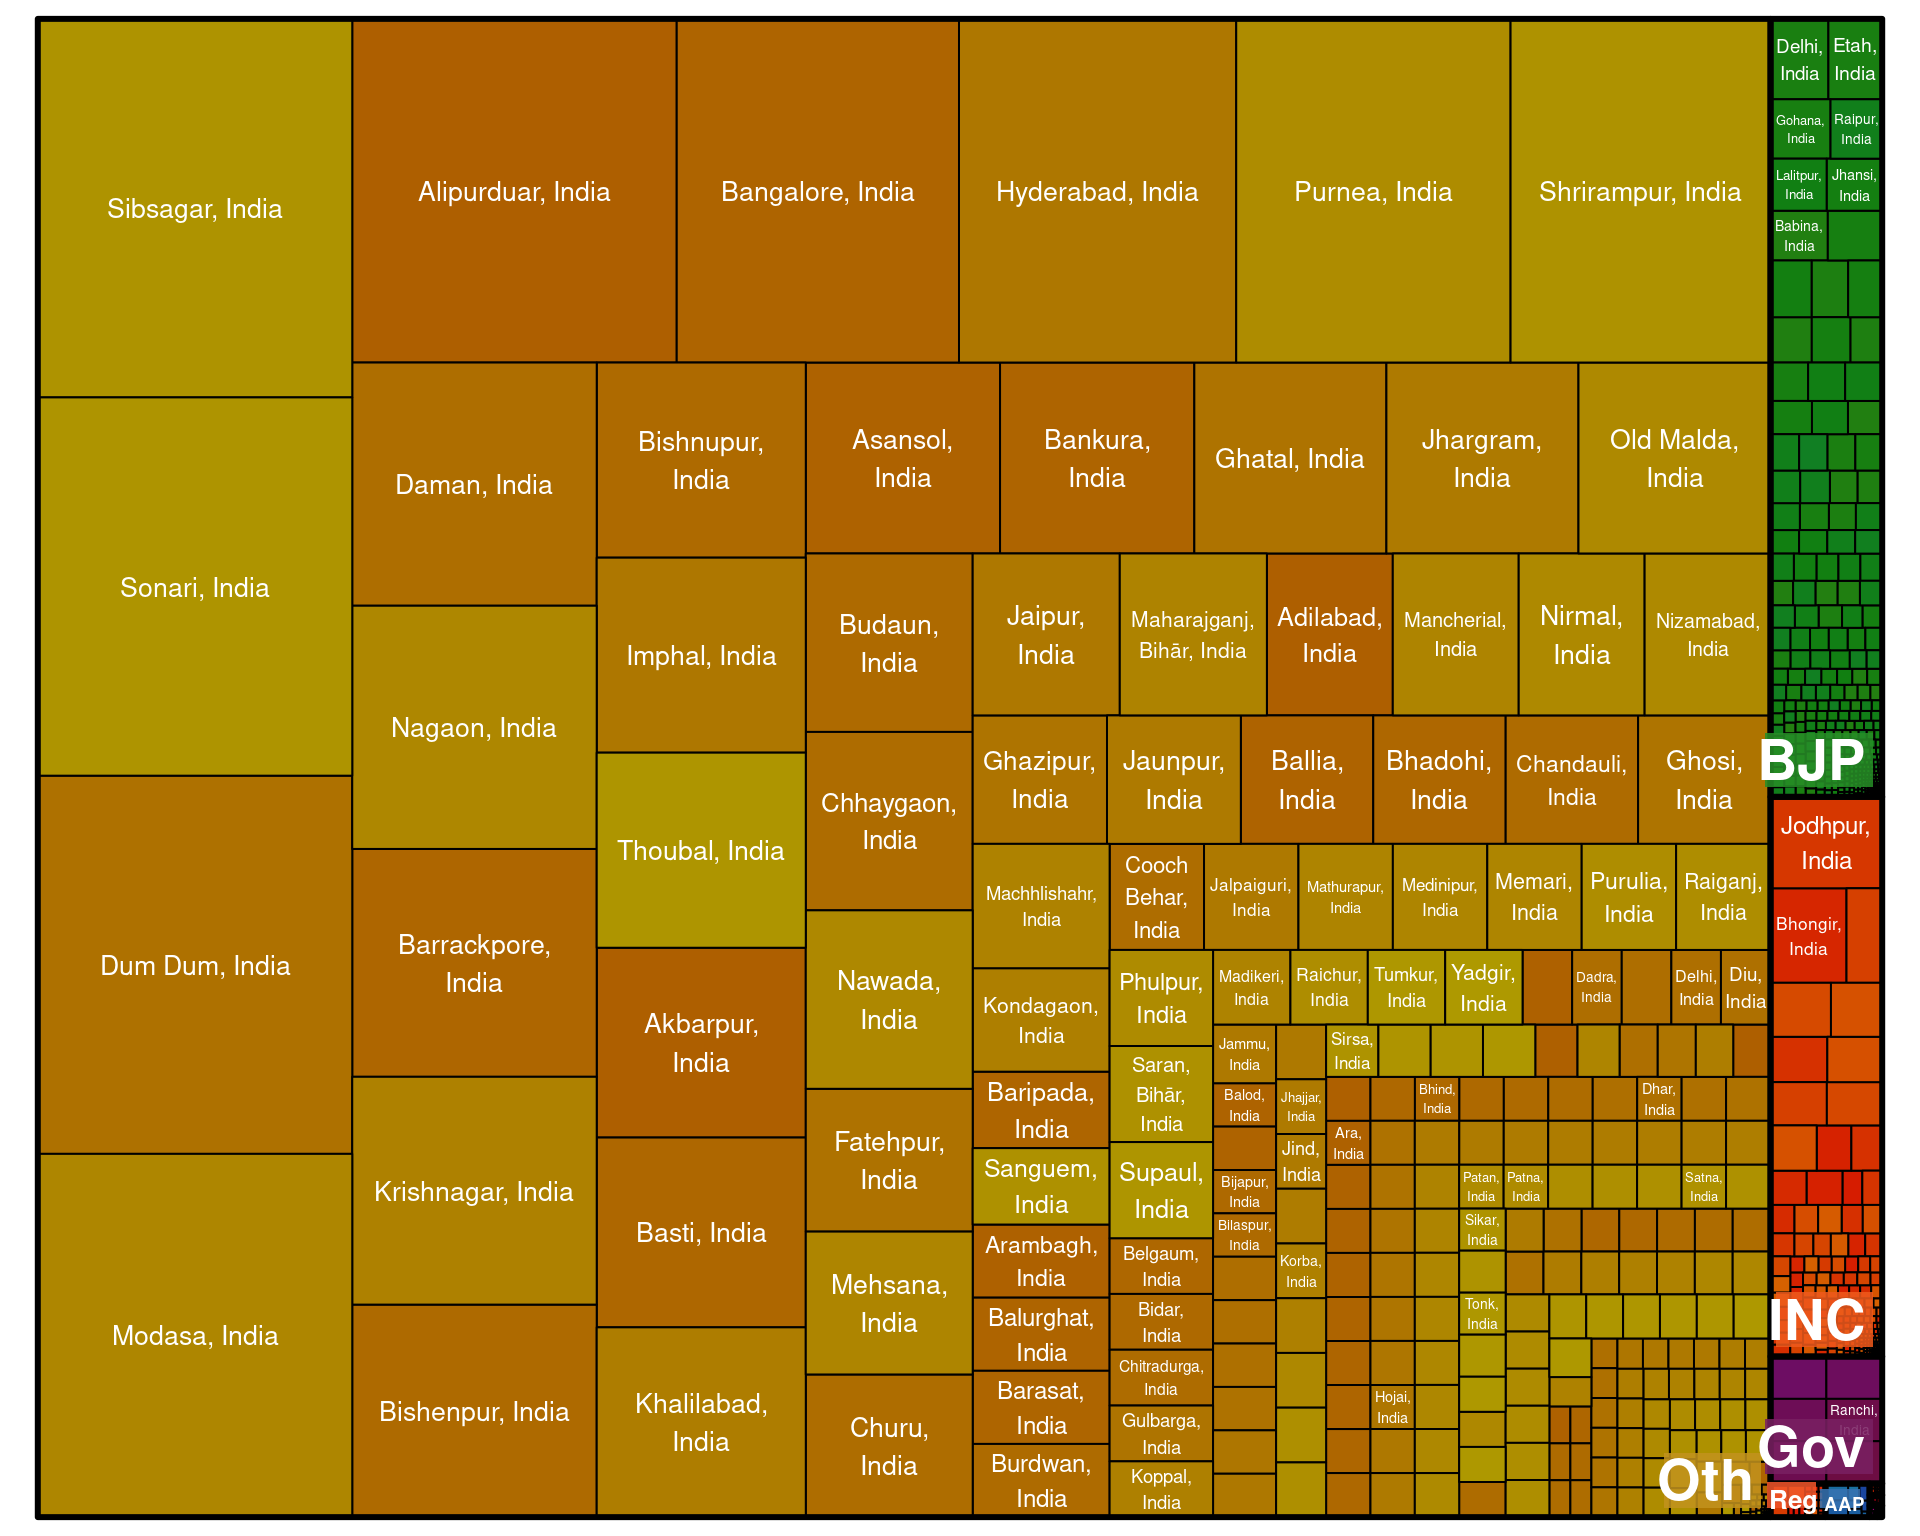 Sibsagar, India
Sonari, India
Dum Dum, India
Modasa, India
Alipurduar, India
Bangalore, India
Hyderabad, India
Purnea, India
Shrirampur, India
Daman, India
Nagaon, India
Barrackpore,
India
Krishnagar, India
Bishenpur, India
Bishnupur,
India
Imphal, India
Thoubal, India
Akbarpur,
India
Basti, India
Khalilabad,
India
Asansol,
India
Bankura,
India
Ghatal, India
Jhargram,
India
Old Malda,
India
Budaun,
India
Chhaygaon,
India
Nawada,
India
Fatehpur,
India
Mehsana,
India
Churu,
India
Jaipur,
India
Maharajganj,
Bihār, India
Adilabad,
India
Mancherial,
India
Nirmal,
India
Nizamabad,
India
Ghazipur,
India
Jaunpur,
India
Ballia,
India
Bhadohi,
India
Chandauli,
India
Ghosi,
India
Machhlishahr,
India
Kondagaon,
India
Baripada,
India
Sanguem,
India
Arambagh,
India
Balurghat,
India
Barasat,
India
Burdwan,
India
Cooch
Behar,
India
Jalpaiguri,
India
Mathurapur,
India
Medinipur,
India
Memari,
India
Purulia,
India
Raiganj,
India
Phulpur,
India
Saran,
Bihār,
India
Supaul,
India
Belgaum,
India
Bidar,
India
Chitradurga,
India
Gulbarga,
India
Koppal,
India
Madikeri,
India
Raichur,
India
Tumkur,
India
Yadgir,
India
Dadra,
India
Delhi,
India
Diu,
India
Jammu,
India
Balod,
India
Bijapur,
India
Bilaspur,
India
Jhajjar,
India
Jind,
India
Korba,
India
Sirsa,
India
Bhind,
India
Dhar,
India
Ara,
India
Patan,
India
Patna,
India
Satna,
India
Sikar,
India
Tonk,
India
Hojai,
India
Oth
Delhi,
India
Etah,
India
Gohana,
India
Raipur,
India
Lalitpur,
India
Jhansi,
India
Babina,
India
BJP
Jodhpur,
India
Bhongir,
India
INC
Ranchi,
India
Gov
Reg
AAP